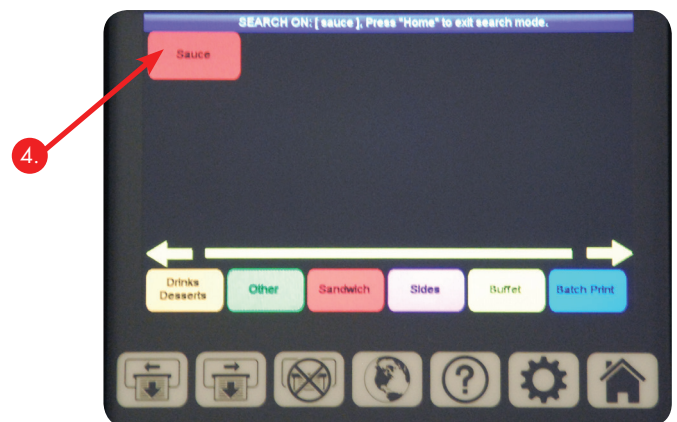 SEARCH ON: [ sauce ], Press "Home" to exit search mode.
Sauce
4.
Drinks
Desserts
Other
Sandwich
Sides
Buffet
Batch Print
?